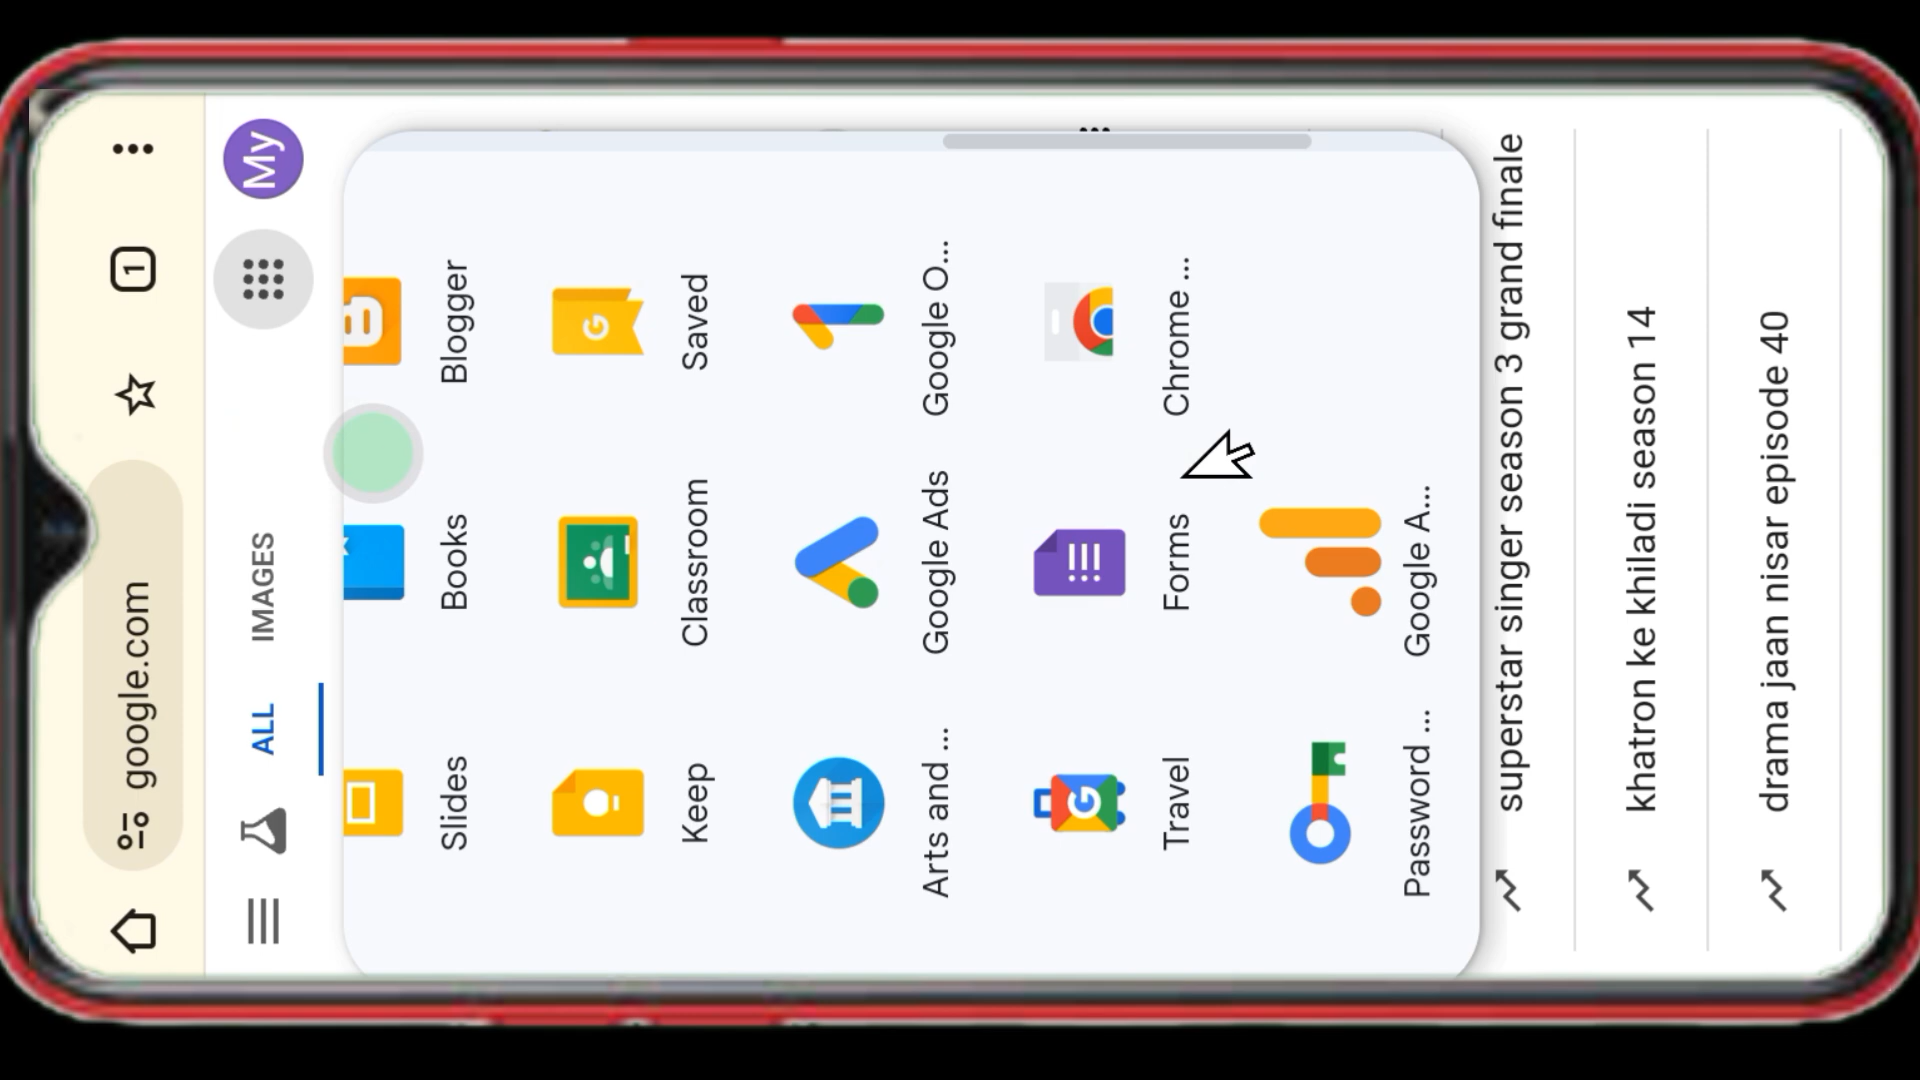 1
google.com
My
ALL
IMAGES
Slides
Books
Blogger
Keep
Classroom
Saved
Arts and ...
Google Ads
Google O...
Travel
Forms
Chrome ...
Password ...
Google A...
superstar singer season 3 grand finale
khatron ke khiladi season 14
drama jaan nisar episode 40